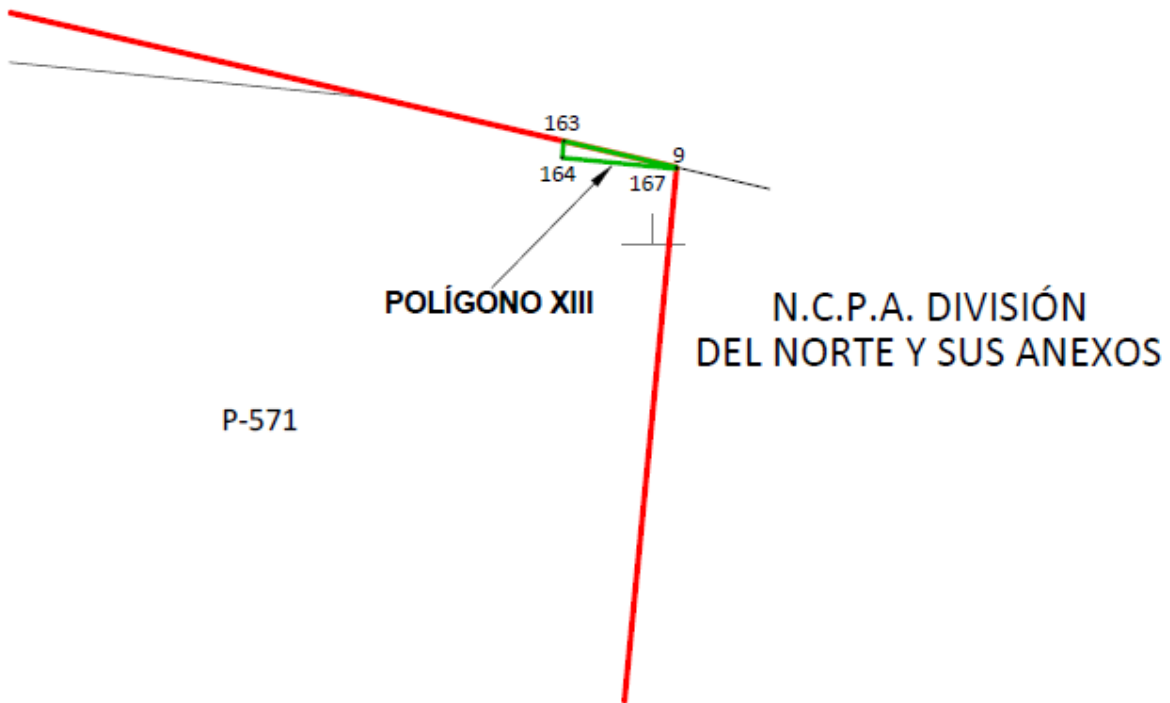 163
9
164
167
POLÍGONO XIII
N.C.P.A. DIVISIÓN
DEL NORTE Y SUS ANEXOS
P-571